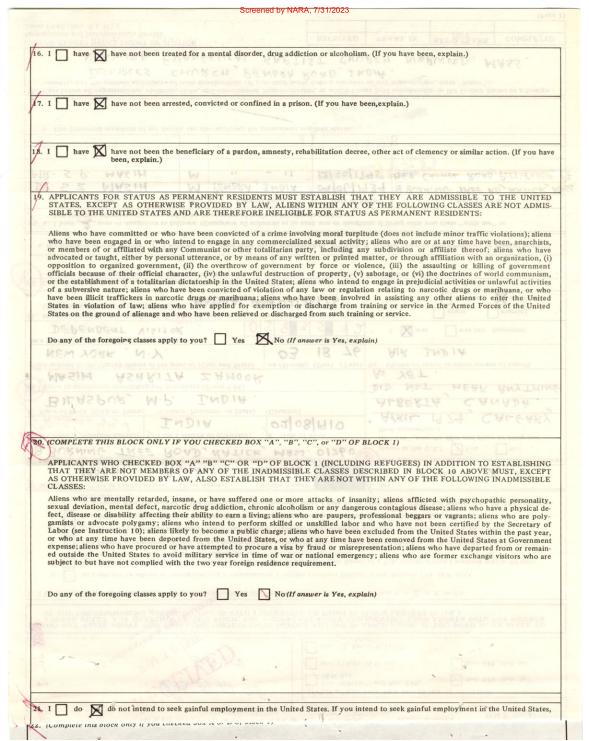 Screened by NARA, 7/31/2023
16. I have have not been treated for a mental disorder, drug addiction or alcoholism. (If you have been, explain.)
17. I have have not been arrested, convicted or confined in a prison. (If you have been,explain.)
18. I have have not been the beneficiary of a pardon, amnesty, rehabilitation decree, other act of clemency or similar action. (If you have
been, explain.)
19. APPLICANTS FOR STATUS AS PERMANENT RESIDENTS MUST ESTABLISH THAT THEY ARE ADMISSIBLE TO THE UNITED
STATES, EXCEPT AS OTHERWISE PROVIDED BY LAW, ALIENS WITHIN ANY OF THE FOLLOWING CLASSES ARE NOT ADMIS-
SIBLE TO THE UNITED STATES AND ARE THEREFORE INELIGIBLE FOR STATUS AS PERMANENT RESIDENTS:
Aliens who have committed or who have been convicted of a crime involving moral turpitude (does not include minor traffic violations); aliens
who have been engaged in or who intend to engage in any commercialized sexual activity; aliens who are or at any time have been, anarchists,
or members of or affiliated with any Communist or other totalitarian party, including any subdivision or affiliate thereof; aliens who have
advocated or taught, either by personal utterance, or by means of any written or printed matter, or through affiliation with an organization, (i)
opposition to organized government, (ii) the overthrow of government by force or violence, (iii) the assaulting or killing of government
officials because of their official character, (iv) the unlawful destruction of property, (v) sabotage, or (vi) the doctrines of world communism,
or the establishment of a totalitarian dictatorship in the United States; aliens who intend to engage in prejudicial activities or unlawful activities
of a subversive nature; aliens who have been convicted of violation of any law or regulation relating to narcotic drugs or marihuana, or who
have been illicit traffickers in narcotic drugs or marihuana; aliens who have been involved in assisting any other aliens to enter the United
States in violation of law; aliens who have applied for exemption or discharge from training or service in the Armed Forces of the United
States on the ground of alienage and who have been relieved or discharged from such training or service.
Do any of the foregoing classes apply to you? Yes No (If answer is Yes, explain)
20. (COMPLETE THIS BLOCK ONLY IF YOU CHECKED BOX "A", "B", "C", or "D" OF BLOCK 1)
APPLICANTS WHO CHECKED BOX "A" "B" "C" OR "D" OF BLOCK 1 (INCLUDING REFUGEES) IN ADDITION TO ESTABLISHING
THAT THEY ARE NOT MEMBERS OF ANY OF THE INADMISSIBLE CLASSES DESCRIBED IN BLOCK 19 ABOVE MUST, EXCEPT
AS OTHERWISE PROVIDED BY LAW, ALSO ESTABLISH THAT THEY ARE NOT WITHIN ANY OF THE FOLLOWING INADMISSIBLE
CLASSES:
Aliens who are mentally retarded, insane, or have suffered one or more attacks of insanity; aliens afflicted with psychopathic personality,
sexual deviation, mental defect, narcotic drug addiction, chronic alcoholism or any dangerous contagious disease; aliens who have a physical de-
fect, disease or disability affecting their ability to earn a living; aliens who are paupers, professional beggars or vagrants; aliens who are poly-
gamists or advocate polygamy; aliens who intend to perform skilled or unskilled labor and who have not been certified by the Secretary of
Labor (see Instruction 10); aliens likely to become a public charge; aliens who have been excluded from the United States within the past year,
or who at any time have been deported from the United States, or who at any time have been removed from the United States at Government
expense; aliens who have procured or have attempted to procure a visa by fraud or misrepresentation; aliens who have departed from or remain-
ed outside the United States to avoid military service in time of war or national emergency; aliens who are former exchange visitors who are
subject to but have not complied with the two year foreign residence requirement.
Do any of the foregoing classes apply to you? Yes No (If answer is Yes, explain)
21. I do do not intend to seek gainful employment in the United States. If you intend to seek gainful employment in the United States,
22. (Complete this block only if you checked box